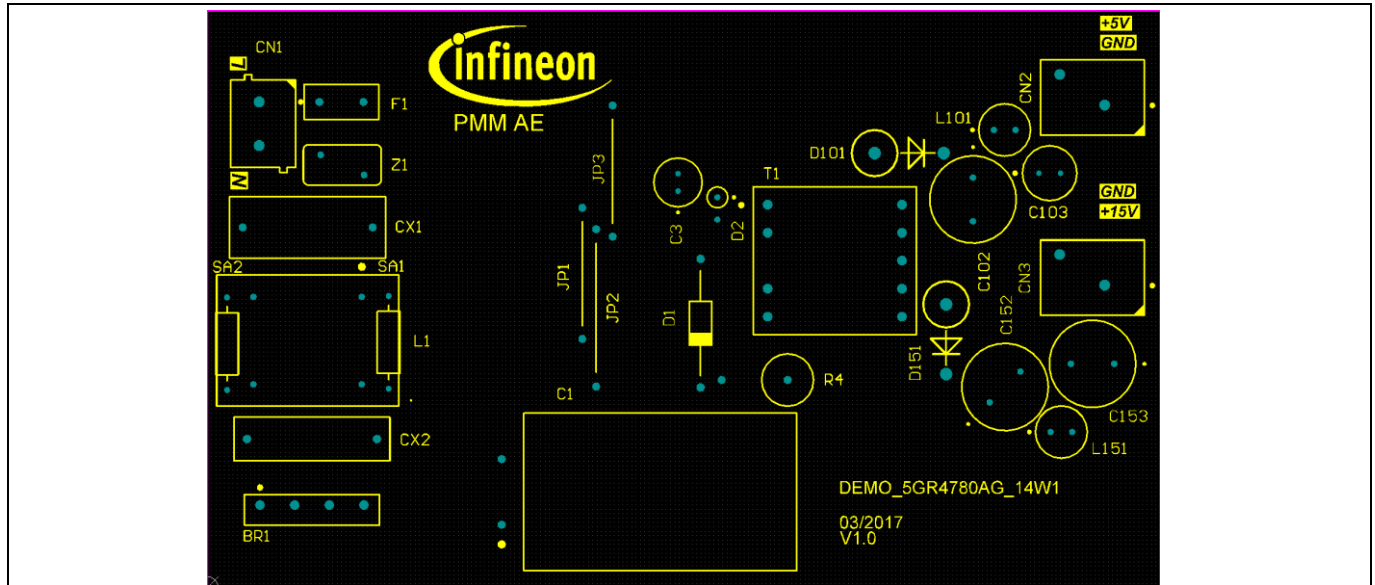 +5V
GND
CN1
L
infineon
PMM AE
F1
CN2
L101
D101
Z1
JP3
T1
N
GND
+15V
C103
CX1
C3
D2
SA2
SA1
C102
CN3
JP1
JP2
D1
C152
L1
D151
R4
C1
C153
CX2
L151
DEMO_5GR4780AG_14W1
03/2017
V1.0
BR1